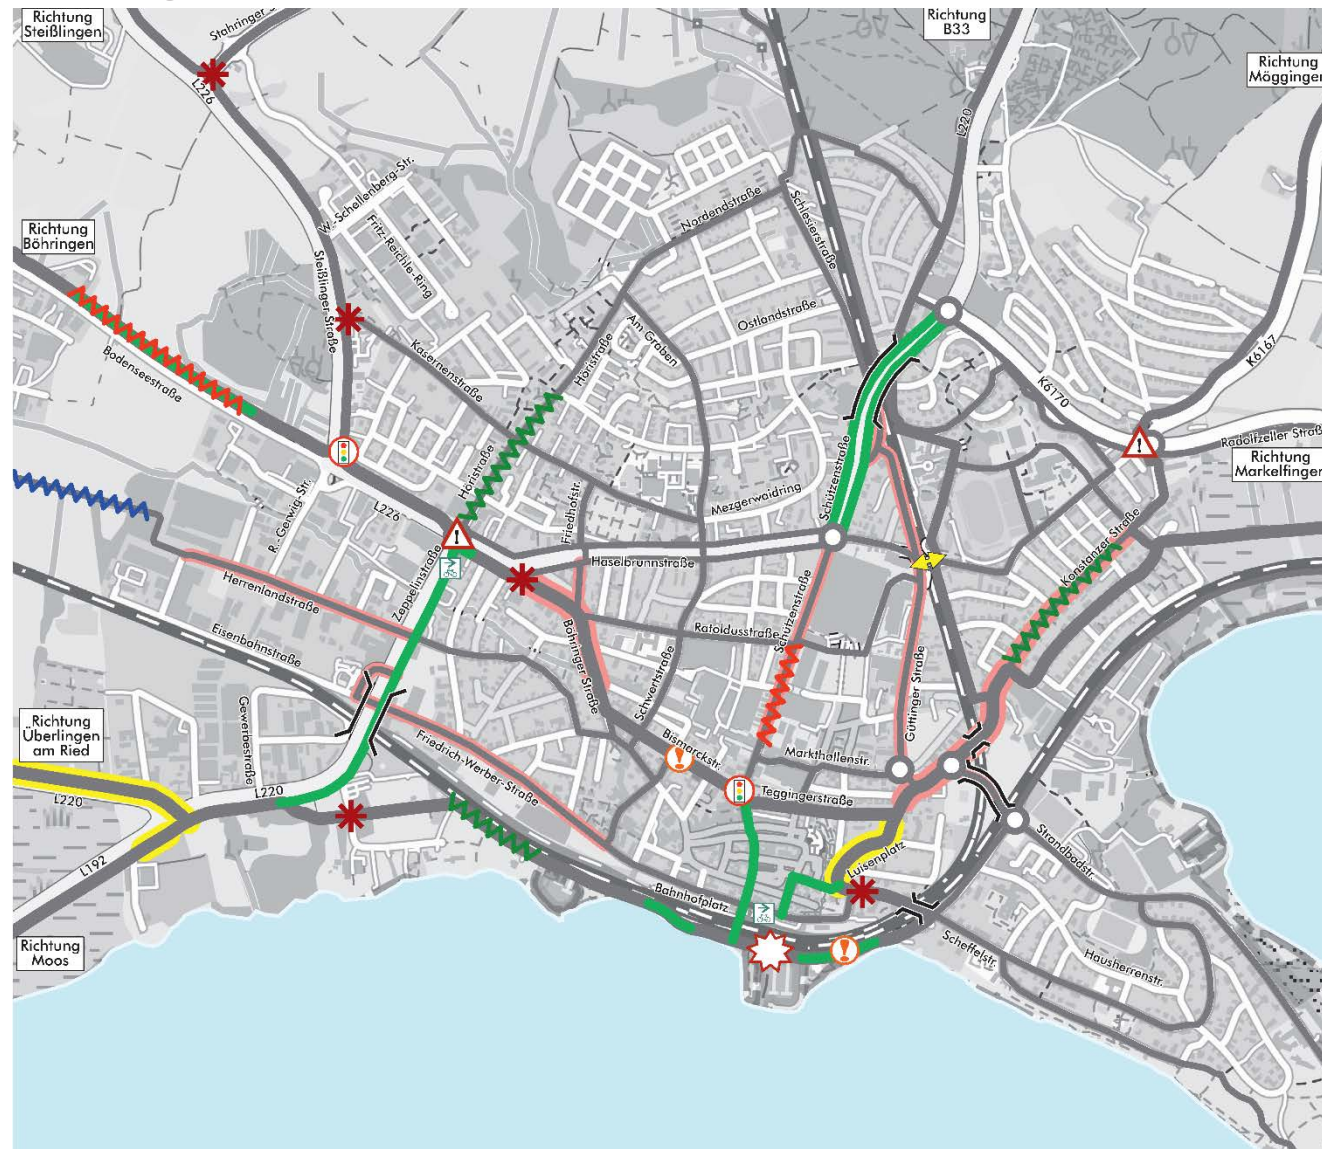 Richtung
Steißlingen
Stahringer S
Richtung
B33
Richtung
Möggingen
L226
L220
W.-Schellenberg-Str.
Fritz-Reichle-Ring
Nordendstraße
Schlesierstraße
Richtung
Böhringen
Steißlinger Straße
Ostlandstraße
Am Graben
Höristraße
Kasernenstraße
Bodenseestraße
K6167
K6170
Radolfzeller Straß
Richtung
Markelfingen
Höristraße
Schützenstraße
Mezgerwaidring
Friedhofstr.
R.-Gerwig-Str.
L226
Konstanzer Straße
Haselbrunnstraße
Zeppelinstraße
Herrenlandstraße
Eisenbahnstraße
Böhringer Straße
Ratoldusstraße
Schützenstraße
Schwertstraße
Güttinger Straße
Richtung
Überlingen
am Ried
Gewerbestraße
Friedrich-Werber-Straße
Bismarckstr.
Markthallenstr.
Teggingerstraße
L220
L220
L192
Luisenplatz
Strandbadstr.
Bahnhofplatz
Richtung
Moos
Scheffelstr.
Hausherrenstr.